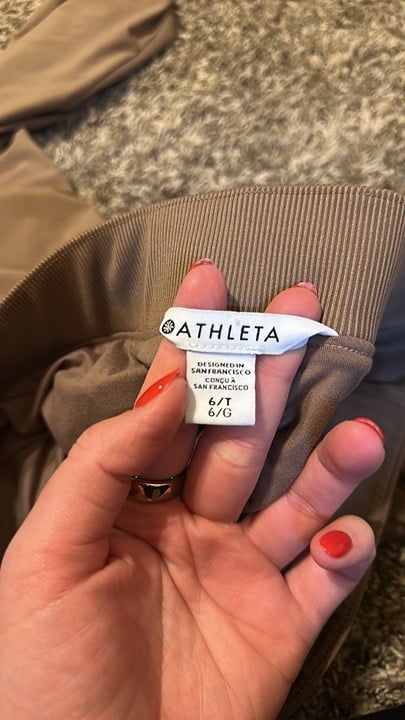 ATHLETA
DESIGNED IN
SAN FRANCISCO
CONÇU À
SAN FRANCISCO
6/T
6/G